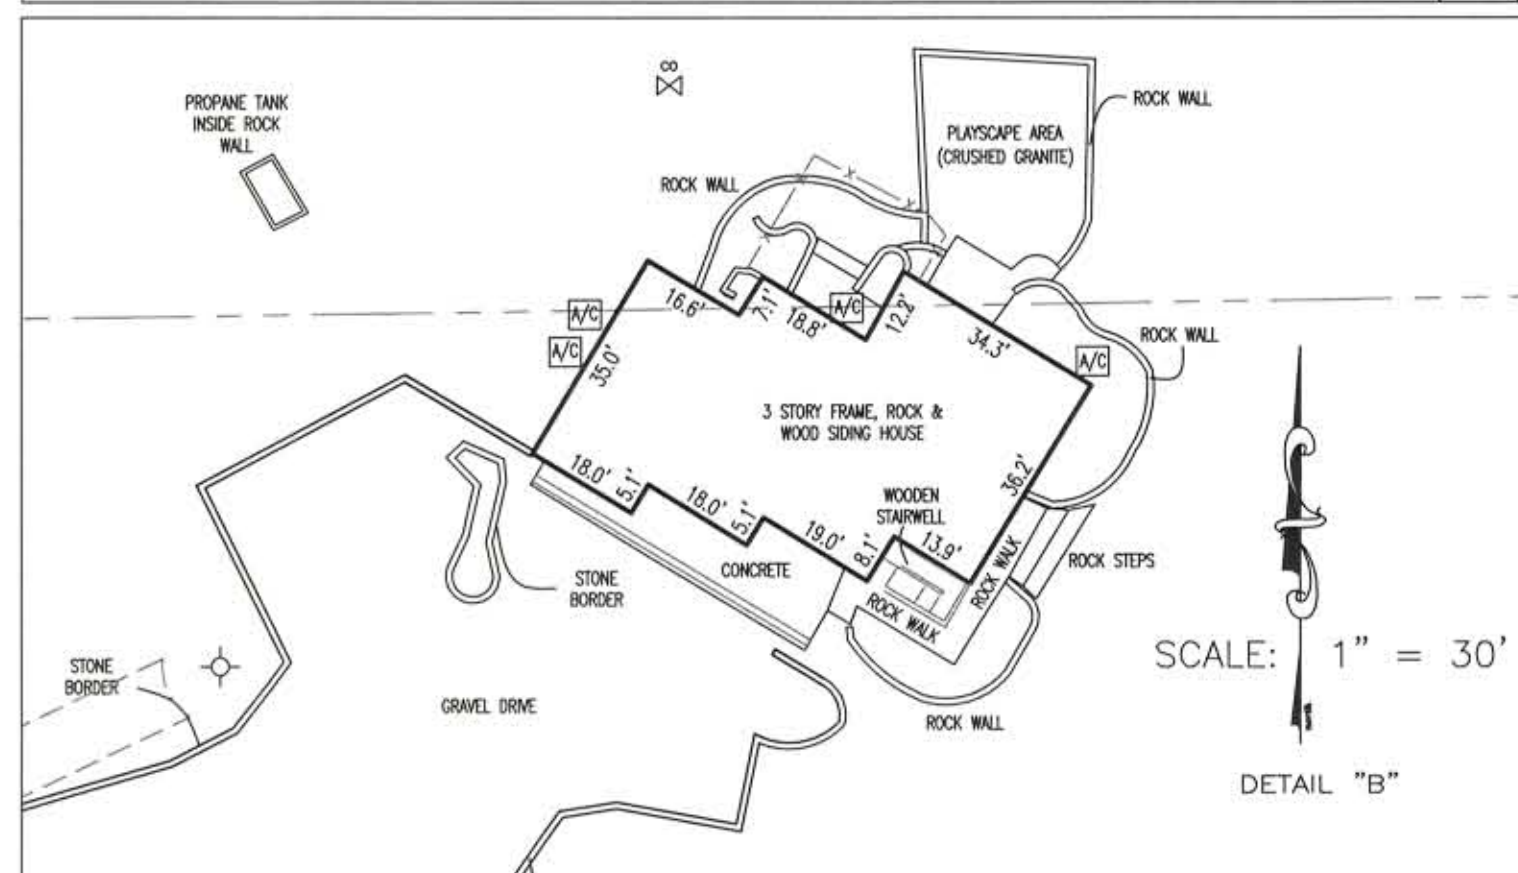 PROPANE TANK
INSIDE ROCK
WALL
8
ROCK WALL
PLAYSCAPE AREA
(CRUSHED GRANITE)
ROCK WALL
ROCK WALL
A/C
A/C
A/C
A/C
16.6'
7.1'
18.8'
12.2'
34.3'
35.0'
36.2'
3 STORY FRAME, ROCK &
WOOD SIDING HOUSE
18.0'
5.1'
18.0'
5.1'
19.0'
8.1'
13.9'
WOODEN
STAIRWELL
CONCRETE
ROCK WALK
ROCK WALK
ROCK STEPS
STONE
BORDER
STONE
BORDER
GRAVEL DRIVE
ROCK WALL
SCALE: 1" = 30'
DETAIL "B"